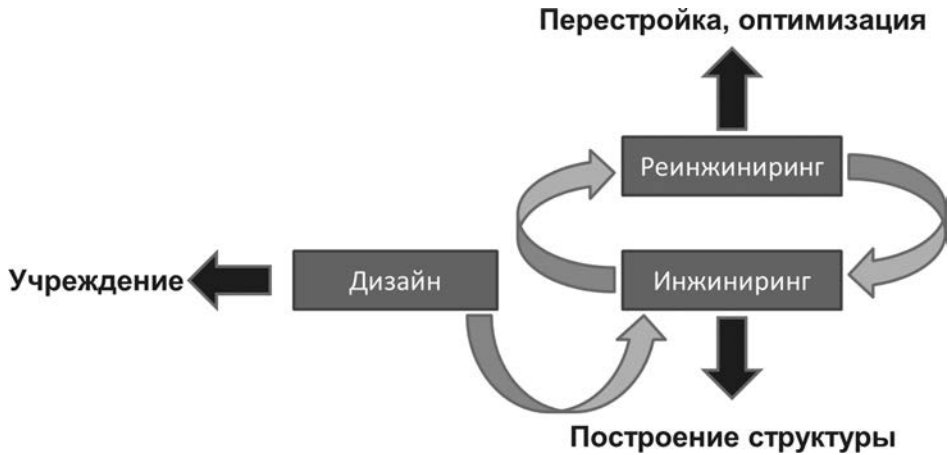 Перестройка, оптимизация
Реинжиниринг
Учреждение
Дизайн
Инжиниринг
Построение структуры